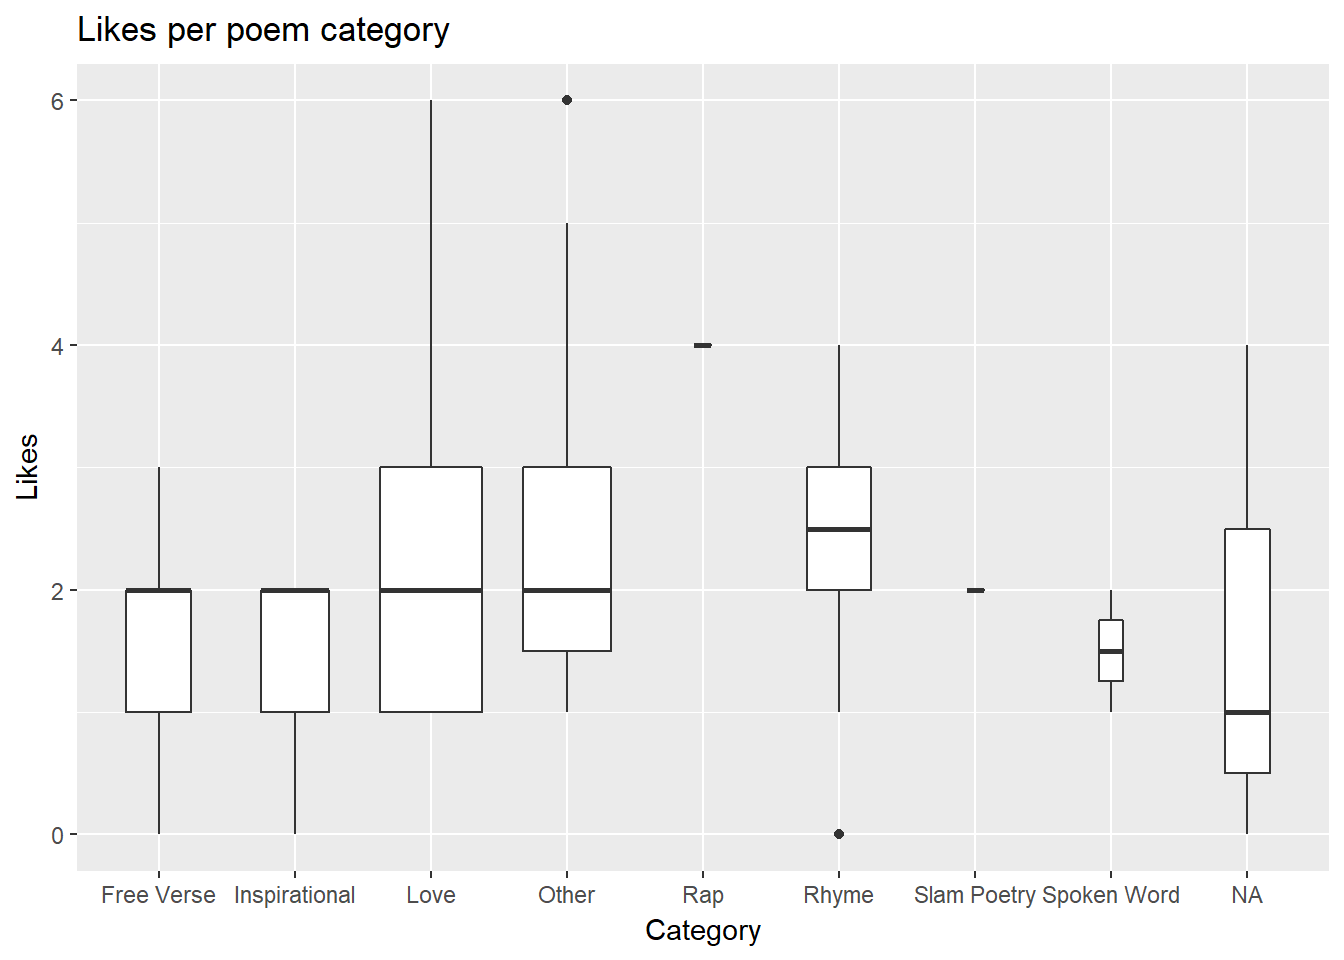 Likes per poem category
6
4
2
0
Likes
Free Verse Inspirational Love Other Rap Rhyme Slam Poetry Spoken Word NA
Category